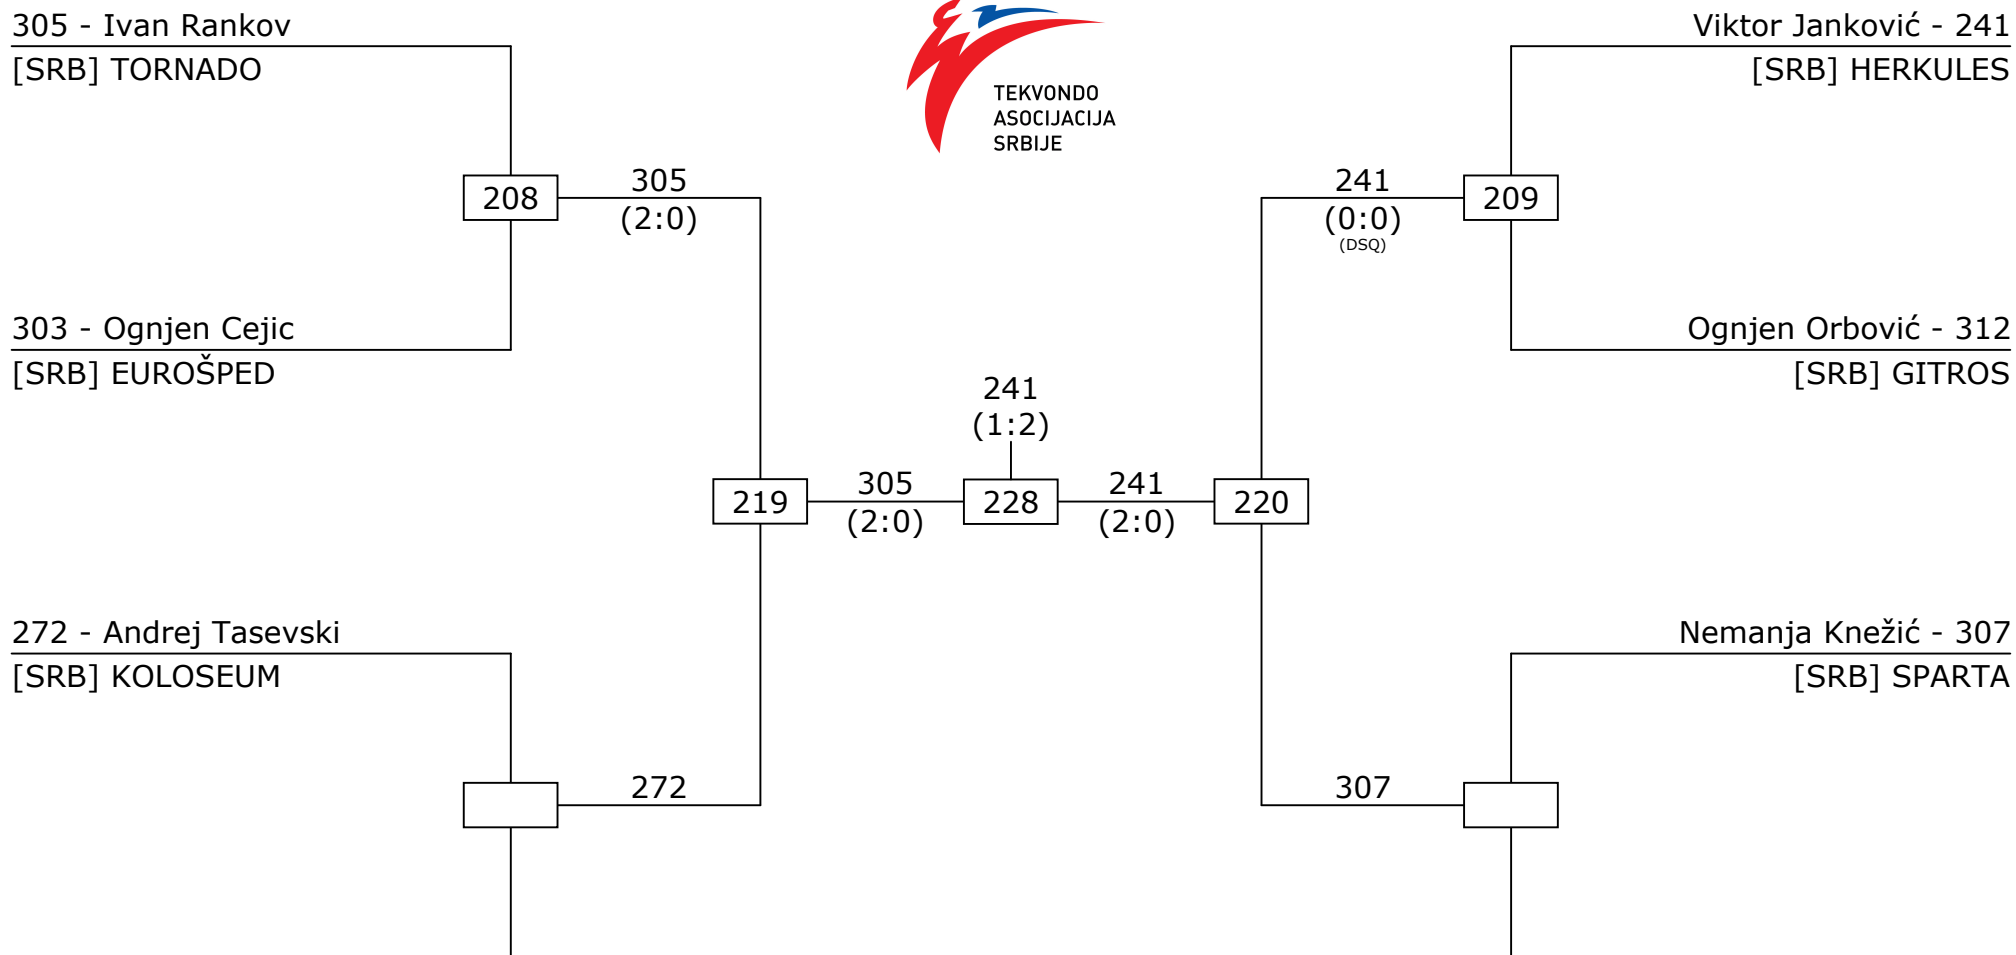 305 - Ivan Rankov
[SRB] TORNADO
TEKVONDO
ASOCIJACIJA
SRBIJE
Viktor Janković - 241
[SRB] HERKULES
208
305
(2:0)
241
(0:0)
(DSQ)
209
303 - Ognjen Cejic
[SRB] EUROŠPED
Ognjen Orbović - 312
[SRB] GITROS
241
(1:2)
219
305
(2:0)
228
241
(2:0)
220
272 - Andrej Tasevski
[SRB] KOLOSEUM
Nemanja Knežić - 307
[SRB] SPARTA
272
307